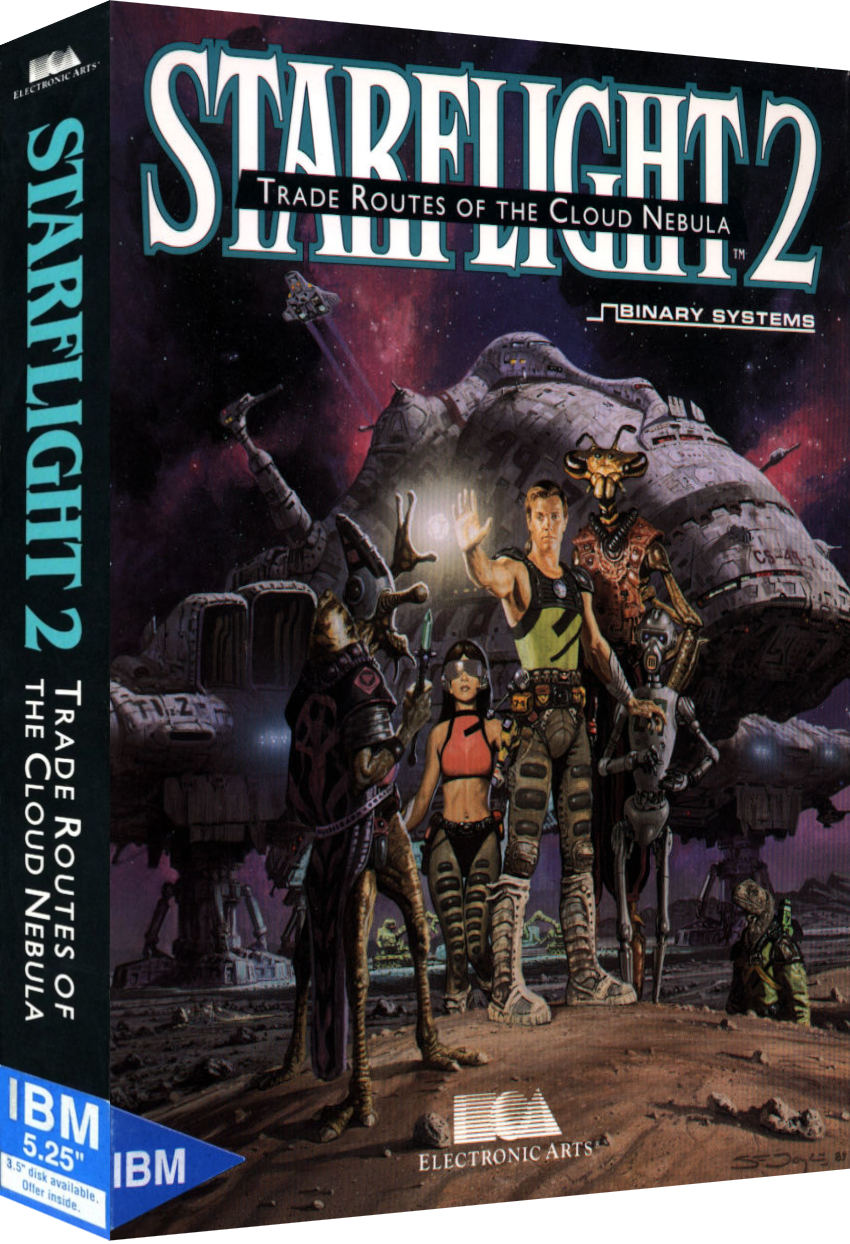 ELECTRONIC ARTS
STARFLIGHT 2
TRADE ROUTES OF
THE CLOUD NEBULA
IBM
5.25"
3.5" disk available.
Offer inside.
STARFLIGHT 2
TRADE ROUTES OF THE CLOUD NEBULA
TM
BINARY SYSTEMS
IBM
ELECTRONIC ARTS